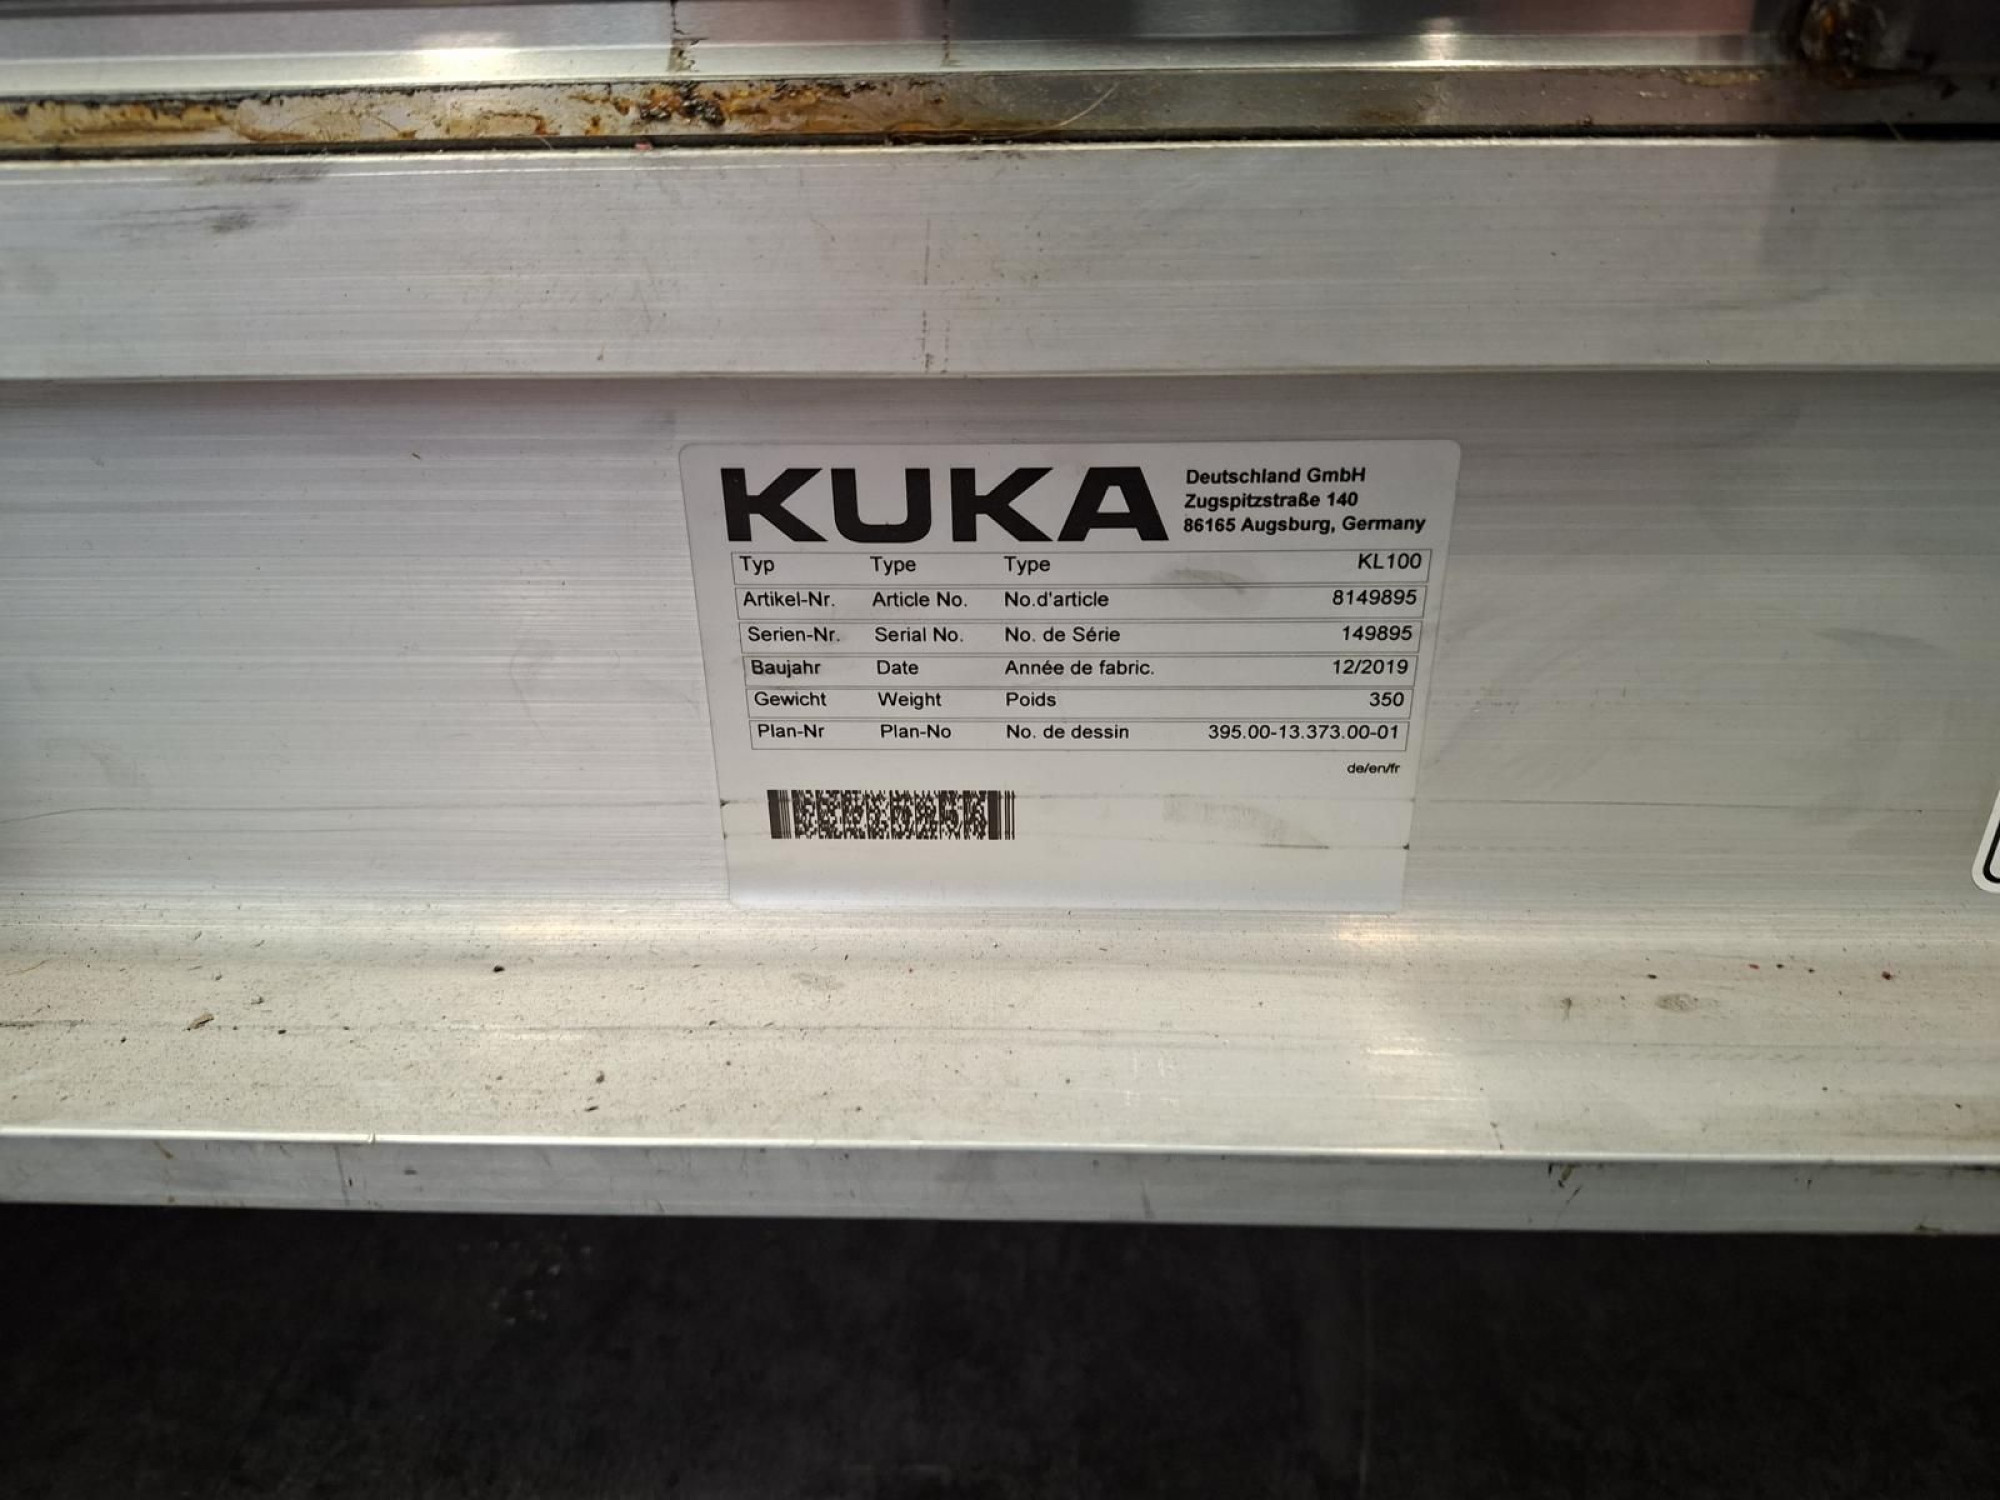 KUKA
Deutschland GmbH
Zugspitzstraße 140
86165 Augsburg, Germany
Typ Type Type KL100
Artikel-Nr. Article No. No.d'article 8149895
Serien-Nr. Serial No. No. de Série 149895
Baujahr Date Année de fabric. 12/2019
Gewicht Weight Poids 350
Plan-Nr Plan-No No. de dessin 395.00-13.373.00-01
de/en/fr